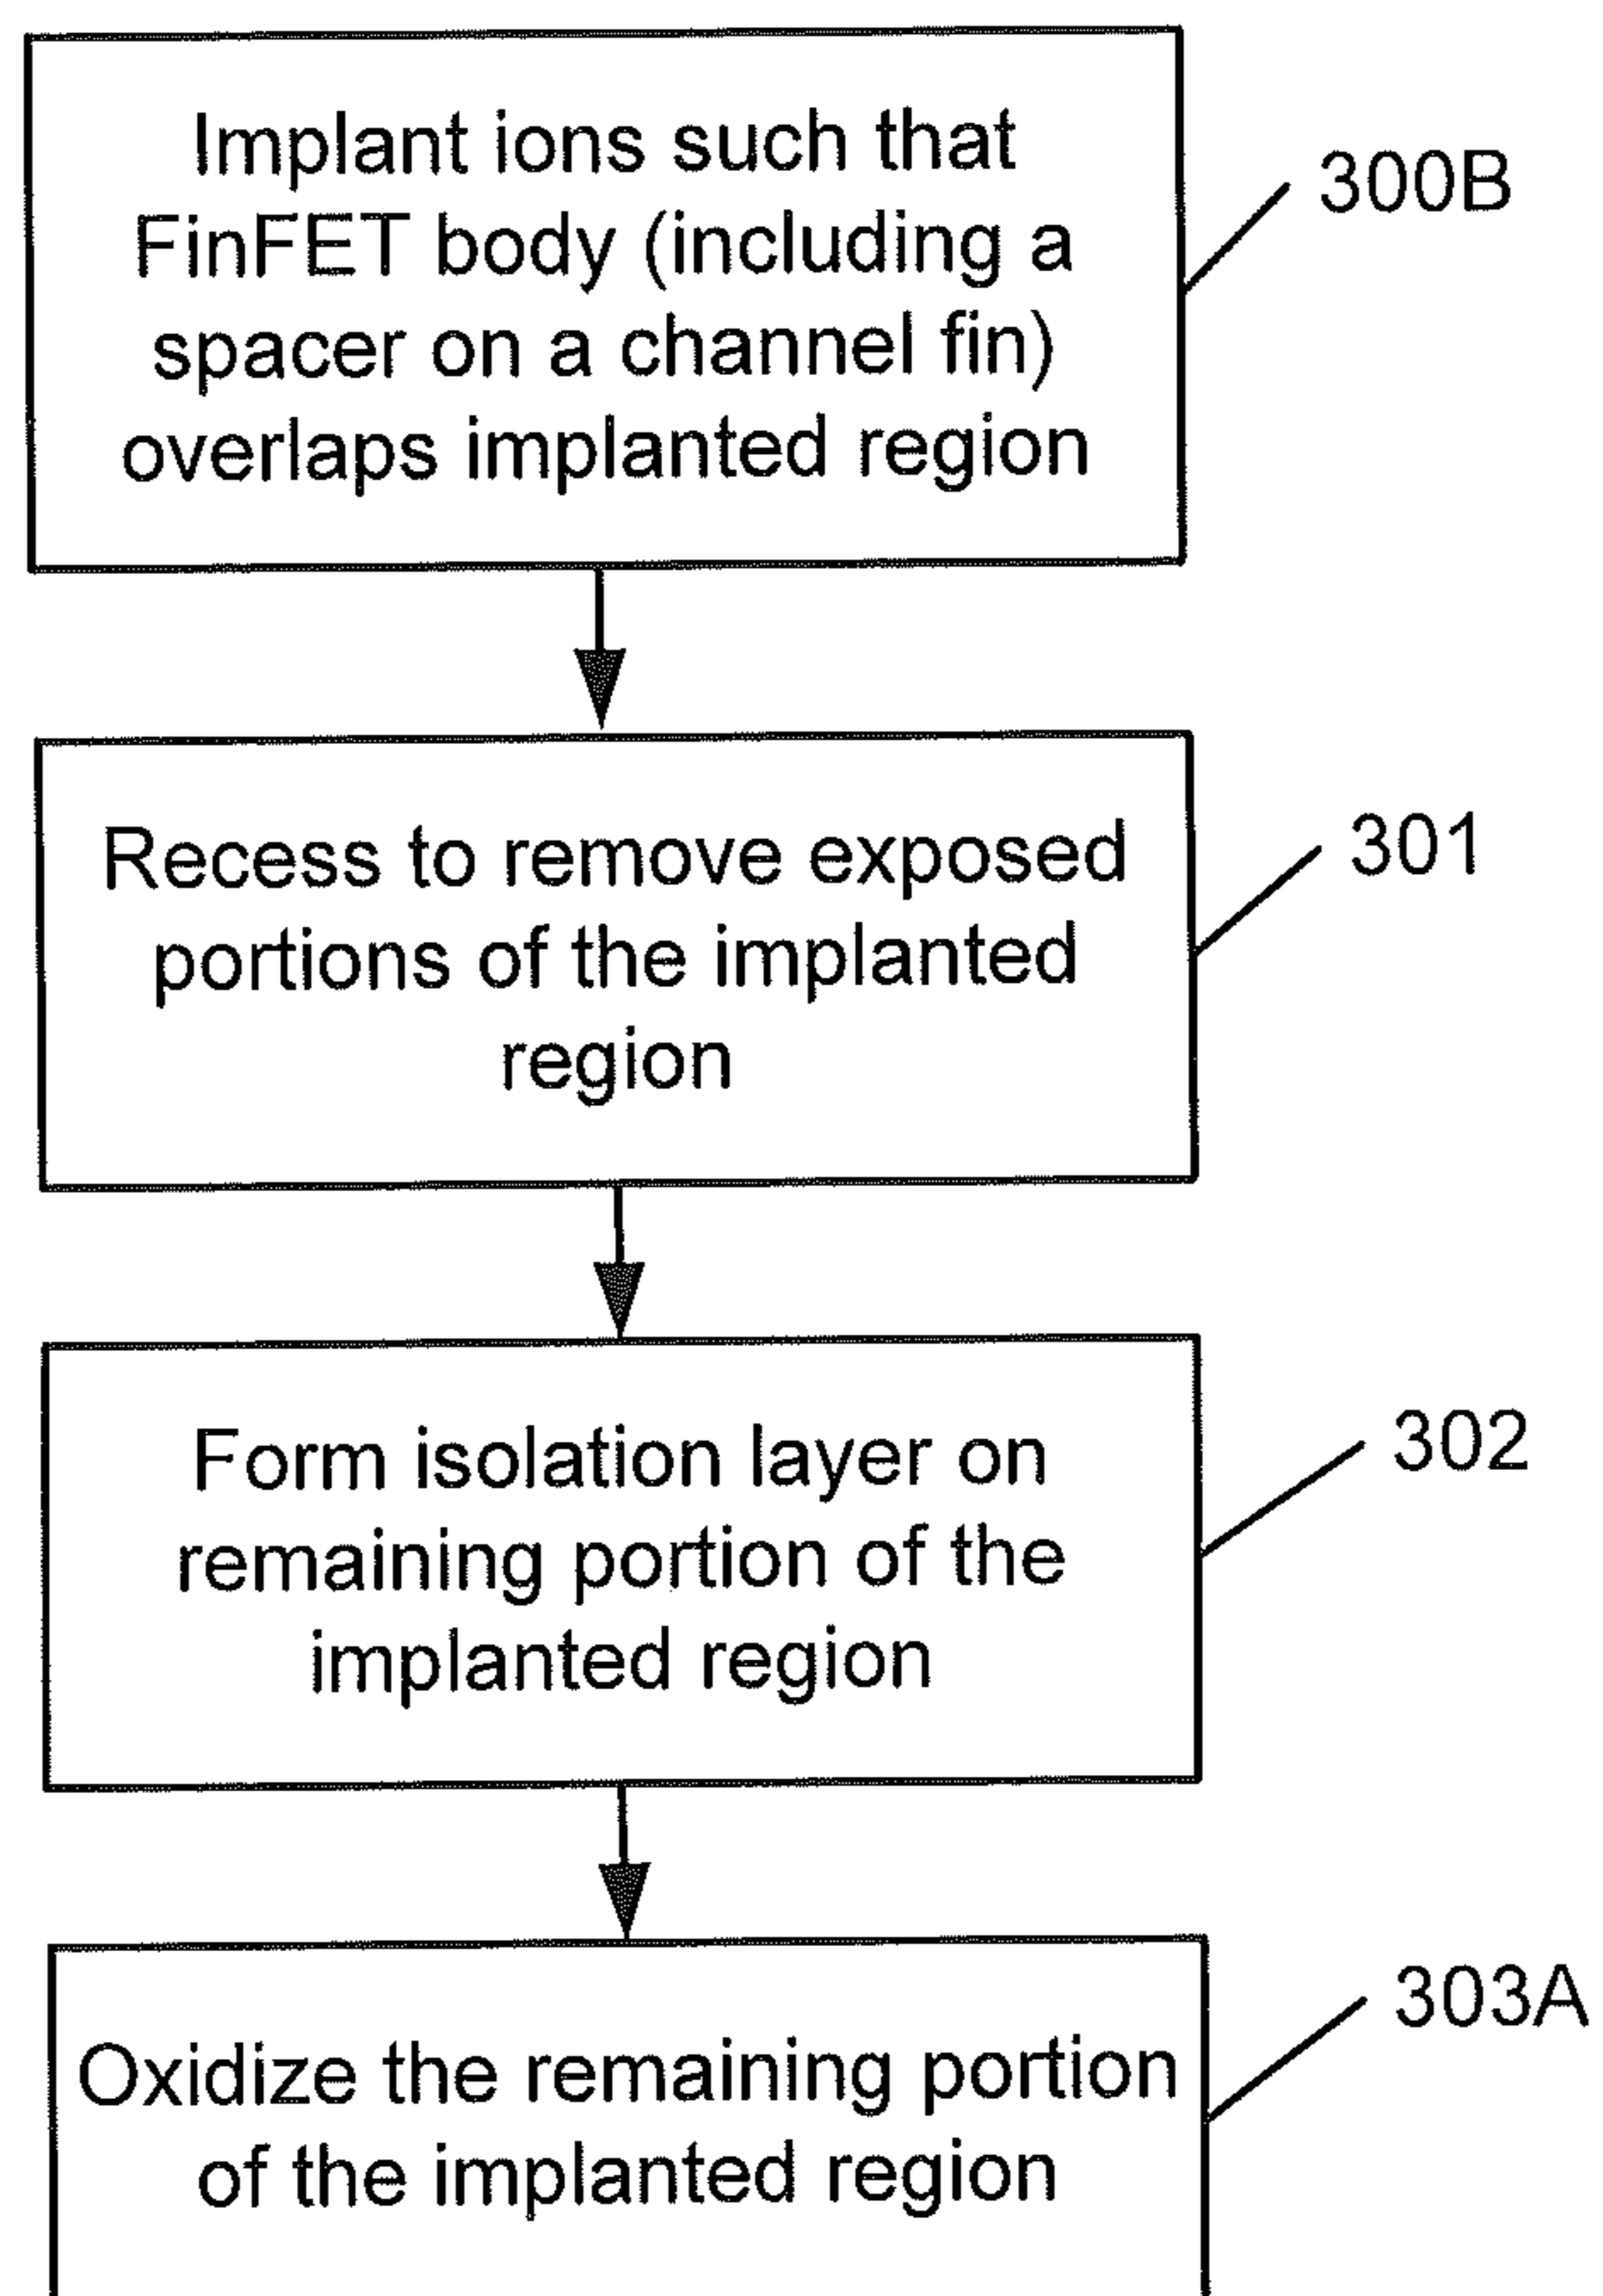 Implant ions such that
FinFET body (including a
spacer on a channel fin)
overlaps implanted region
300B
Recess to remove exposed
portions of the implanted
region
301
Form isolation layer on
remaining portion of the
implanted region
302
Oxidize the remaining portion
of the implanted region
303A